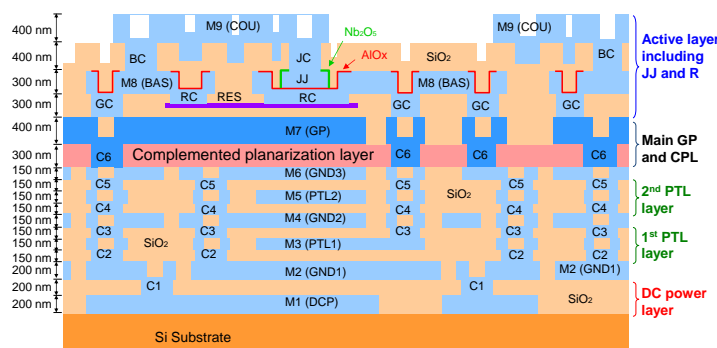 400 nm
M9 (COU)
Nb₂O₅
M9 (COU)
AlOx
400 nm
BC
JC
SiO₂
BC
Active layer
including
JJ and R
300 nm
M8 (BAS)
JJ
M8 (BAS)
300 nm
GC
RC
RES
RC
GC
GC
GC
400 nm
M7 (GP)
Main GP
and CPL
300 nm
C6
Complemented planarization layer
C6
C6
C6
150 nm
M6 (GND3)
150 nm
C5
C5
C5
C5
C5
150 nm
M5 (PTL2)
SiO₂
2nd PTL
layer
150 nm
C4
C4
C4
C4
C4
150 nm
M4 (GND2)
150 nm
C3
C3
C3
C3
C3
150 nm
SiO₂
M3 (PTL1)
1st PTL
layer
150 nm
C2
C2
C2
C2
C2
200 nm
M2 (GND1)
M2 (GND1)
200 nm
C1
C1
200 nm
M1 (DCP)
SiO₂
DC power
layer
Si Substrate